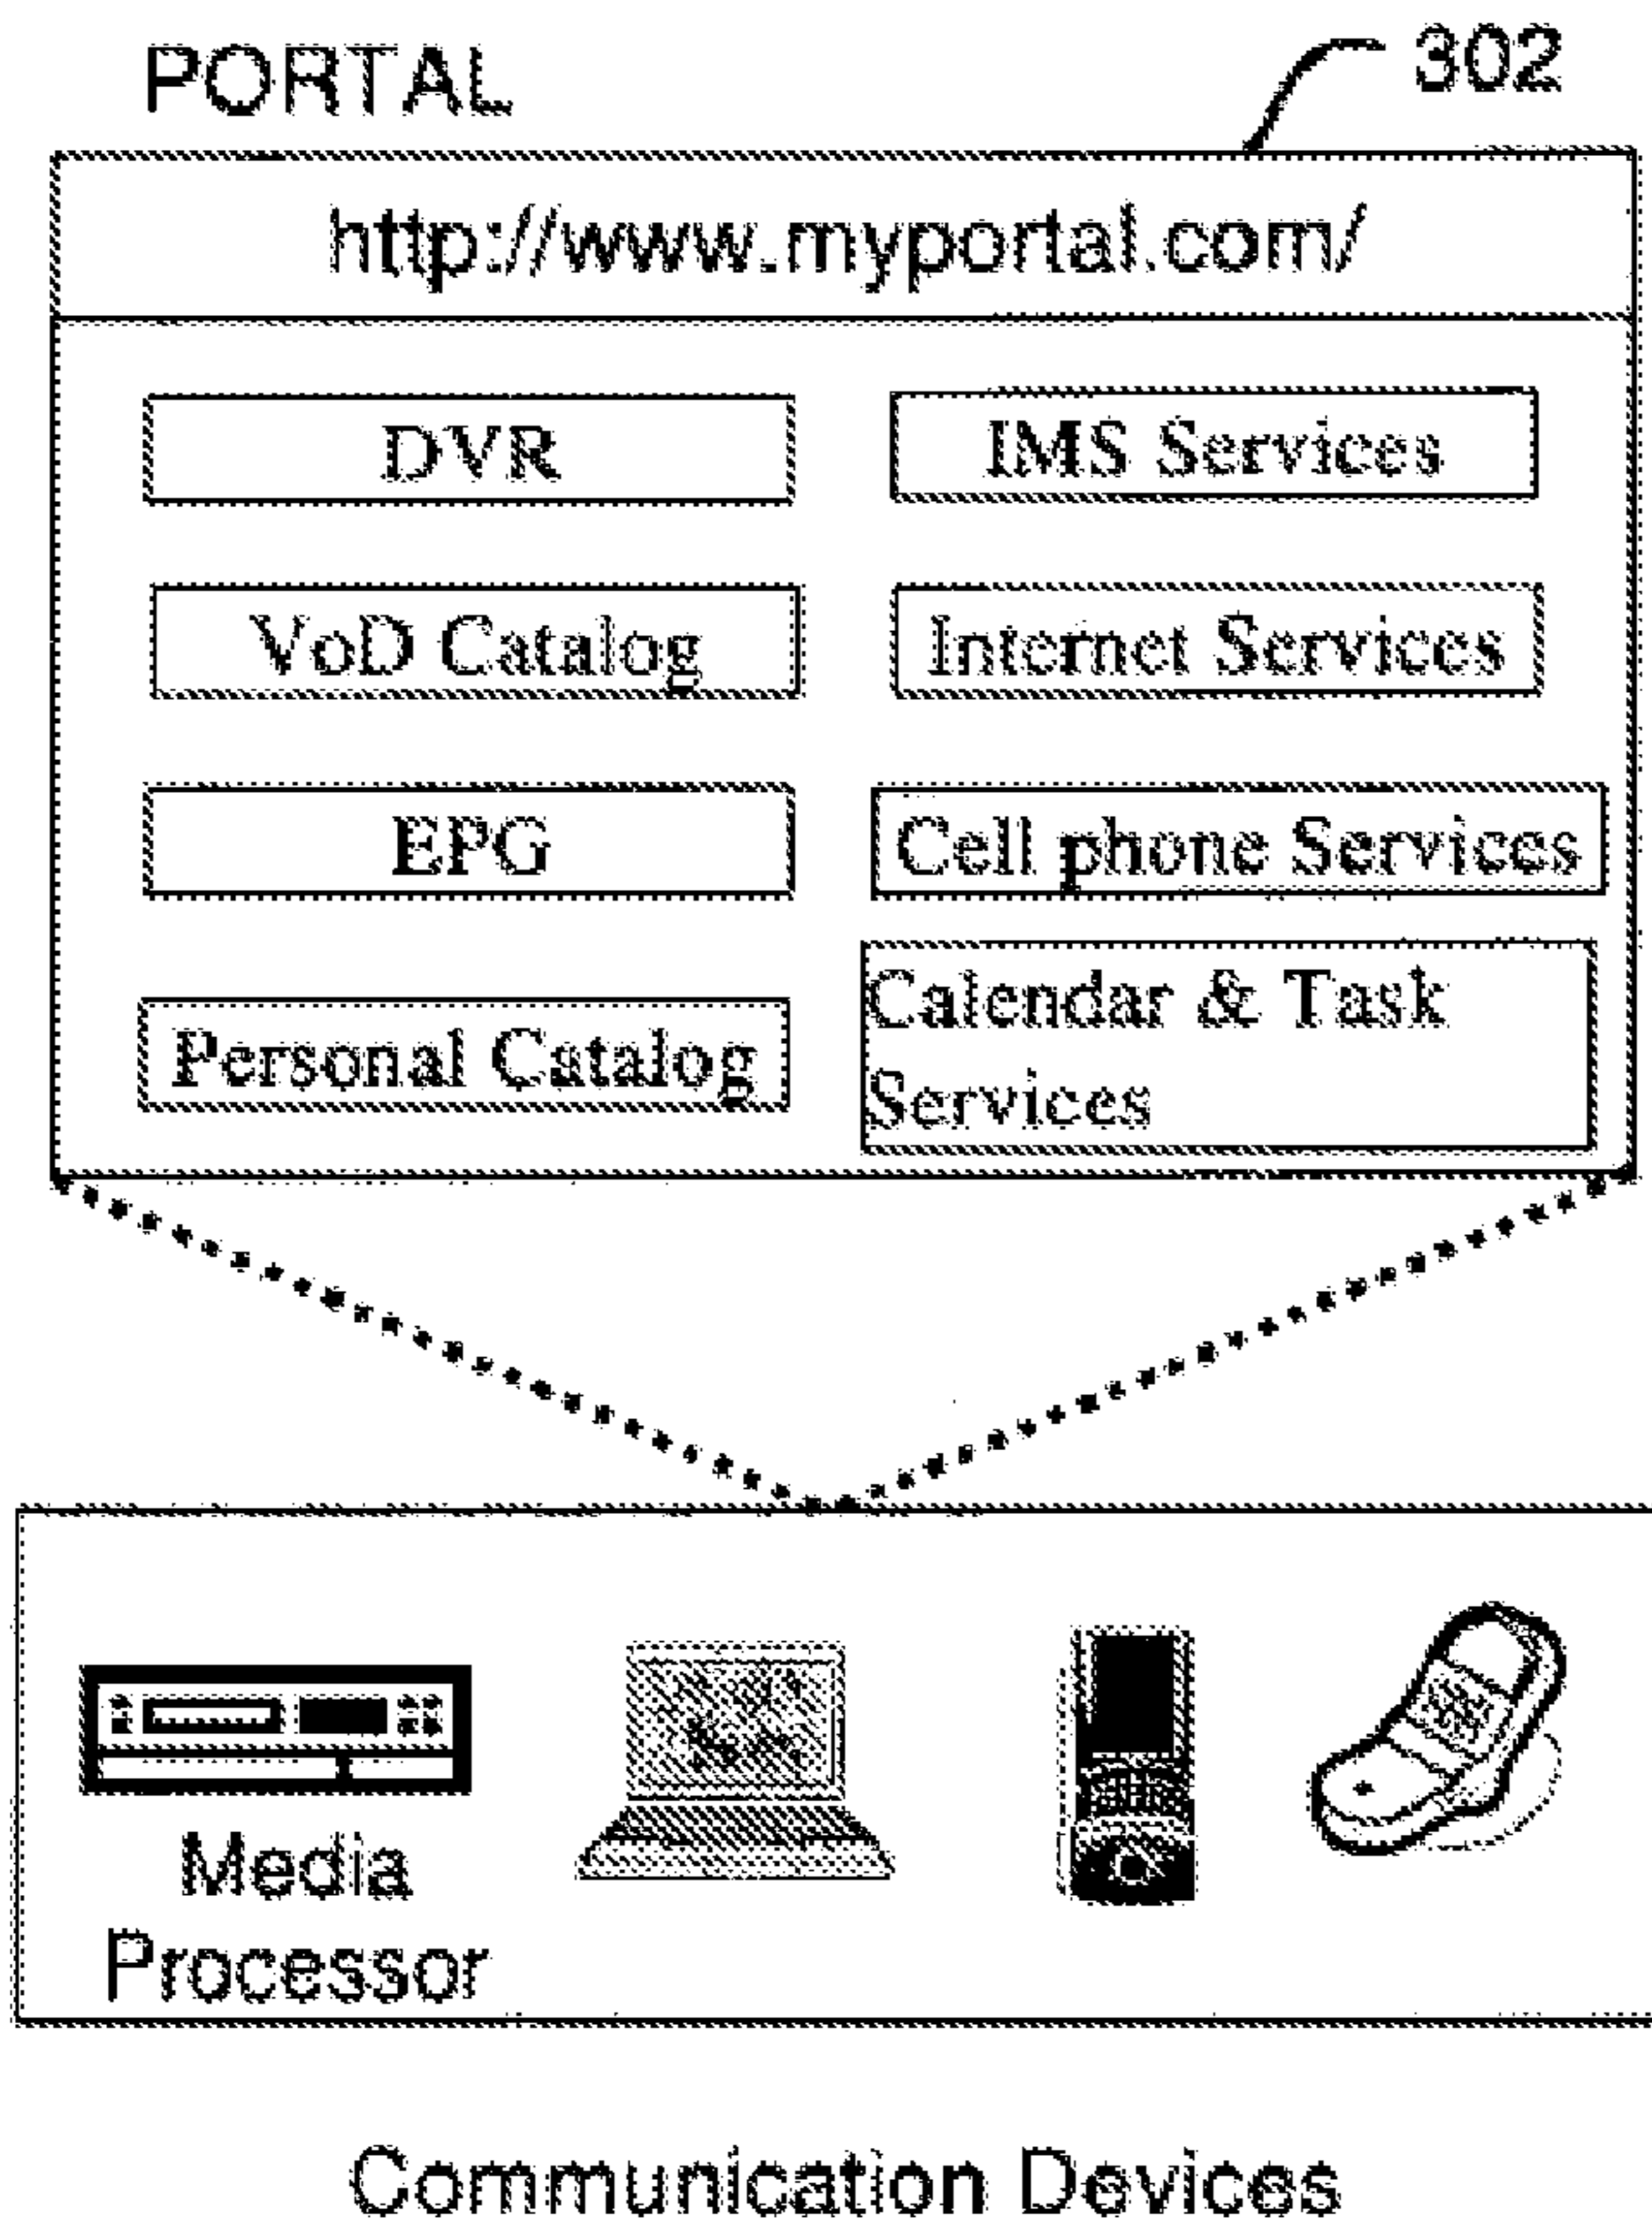 PORTAL
302
http://www.myportal.com/
DVR
IMS Services
VoD Catalog
Internet Services
EPG
Cell phone Services
Personal Catalog
Calendar & Task
Services
Media
Processor
Communication Devices